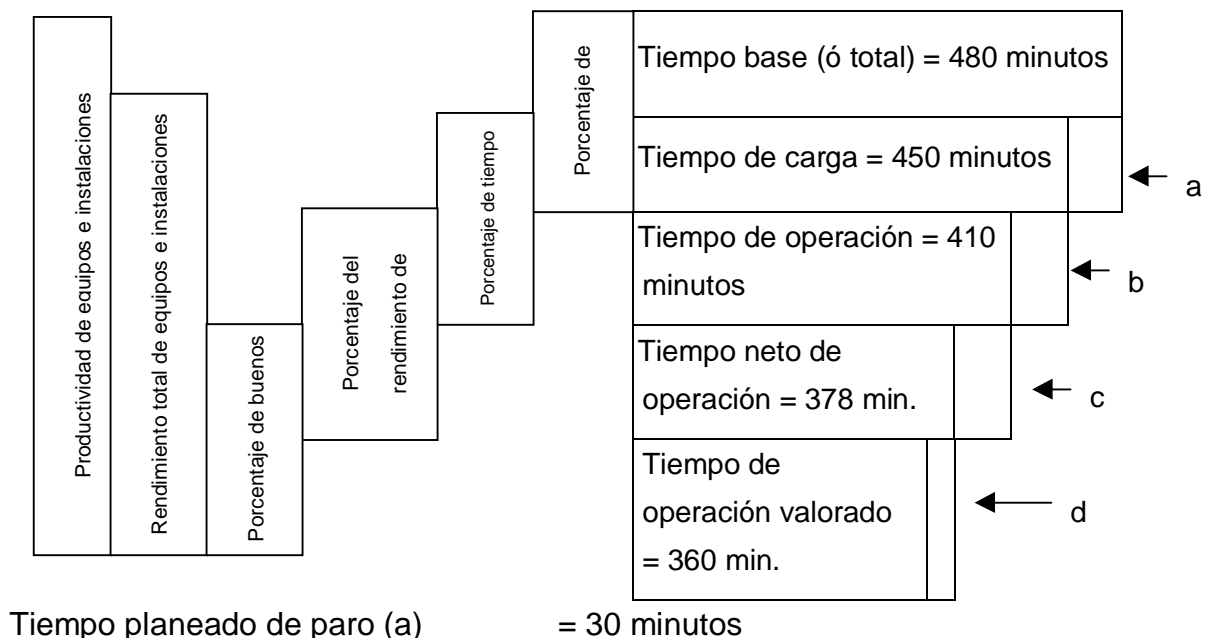 Productividad de equipos e instalaciones
Rendimiento total de equipos e instalaciones
Porcentaje de buenos
Porcentaje del
rendimiento de
Porcentaje de tiempo
Porcentaje de
Tiempo base (ó total) = 480 minutos
Tiempo de carga = 450 minutos
a
Tiempo de operación = 410
minutos
b
Tiempo neto de
operación = 378 min.
c
Tiempo de
operación valorado
= 360 min.
d
Tiempo planeado de paro (a) = 30 minutos